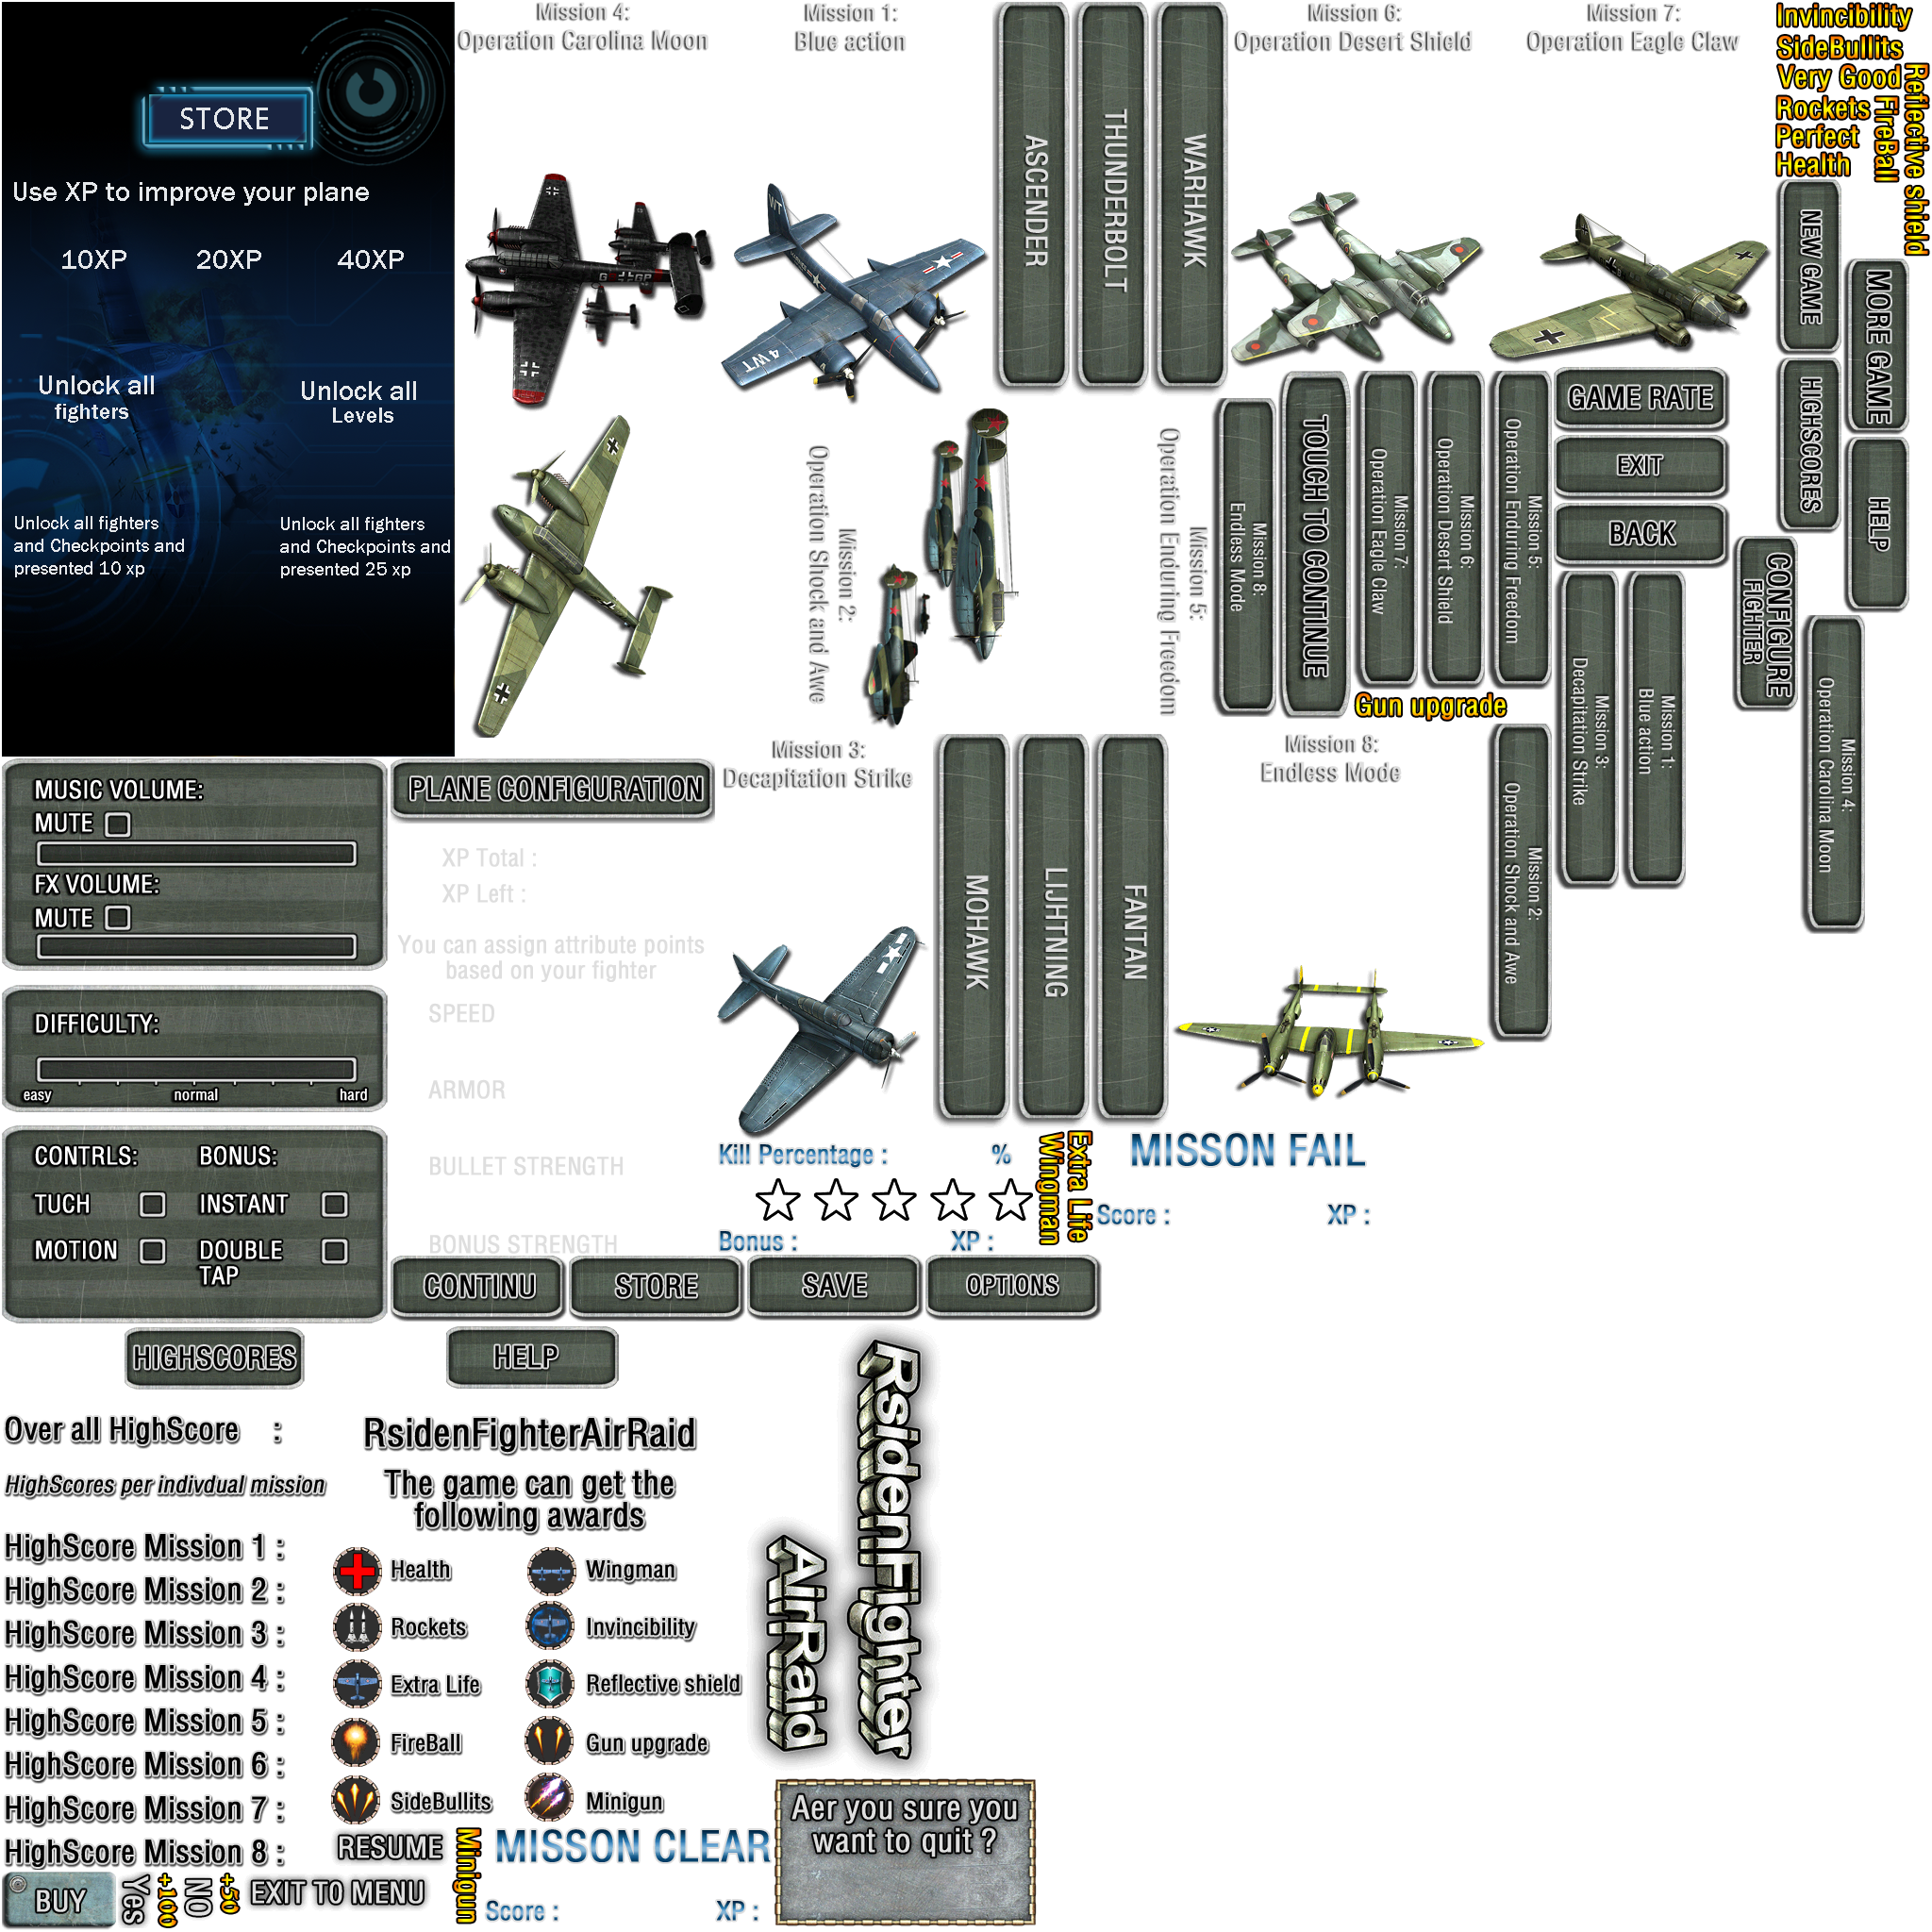 STORE
Use XP to improve your plane
10XP
20XP
40XP
Unlock all
fighters
Unlock all
Levels
Unlock all fighters
and Checkpoints and
presented 10 xp
Unlock all fighters
and Checkpoints and
presented 25 xp
Mission 4:
Operation Carolina Moon
Mission 1:
Blue action
ASCENDER
THUNDERBOLT
WARHAWK
Mission 6:
Operation Desert Shield
Mission 7:
Operation Eagle Claw
Invincibility
SideBullits
Very Good
Rockets
Perfect
Health
FireBall
Reflective shield
NEW GAME
MORE GAME
HIGHSCORES
HELP
WT
4WT
G GP
Mission 2:
Operation Shock and Awe
Mission 5:
Operation Enduring Freedom
Mission 8:
Endless Mode
TOUCH TO CONTINUE
Mission 7:
Operation Eagle Claw
Mission 6:
Operation Desert Shield
Mission 5:
Operation Enduring Freedom
GAME RATE
EXIT
BACK
CONFIGURE
FIGHTER
Gun upgrade
Mission 3:
Decapitation Strike
Mission 1:
Blue action
Mission 4:
Operation Carolina Moon
Mission 2:
Operation Shock and Awe
MUSIC VOLUME:
MUTE
FX VOLUME:
MUTE
DIFFICULTY:
easy
normal
hard
CONTRLS:
BONUS:
TUCH
INSTANT
MOTION
DOUBLE
TAP
PLANE CONFIGURATION
XP Total :
XP Left :
You can assign attribute points
based on your fighter
SPEED
ARMOR
BULLET STRENGTH
BONUS STRENGTH
Mission 3:
Decapitation Strike
MOHAWK
LIJHTNING
FANTAN
Mission 8:
Endless Mode
Kill Percentage : %
Bonus : XP :
Extra Life
Wingman
MISSON FAIL
Score : XP :
CONTINU
STORE
SAVE
OPTIONS
HIGHSCORES
HELP
Over all HighScore :
HighScores per indivdual mission
HighScore Mission 1 :
HighScore Mission 2 :
HighScore Mission 3 :
HighScore Mission 4 :
HighScore Mission 5 :
HighScore Mission 6 :
HighScore Mission 7 :
HighScore Mission 8 :
RsidenFighterAirRaid
The game can get the
following awards
Health
Wingman
Rockets
Invincibility
Extra Life
Reflective shield
FireBall
Gun upgrade
SideBullits
Minigun
RsidenFighter
AirRaid
BUY
Yes
+100
NO
+50
RESUME
EXIT TO MENU
Minigun
MISSON CLEAR
Score : XP :
Aer you sure you
want to quit ?